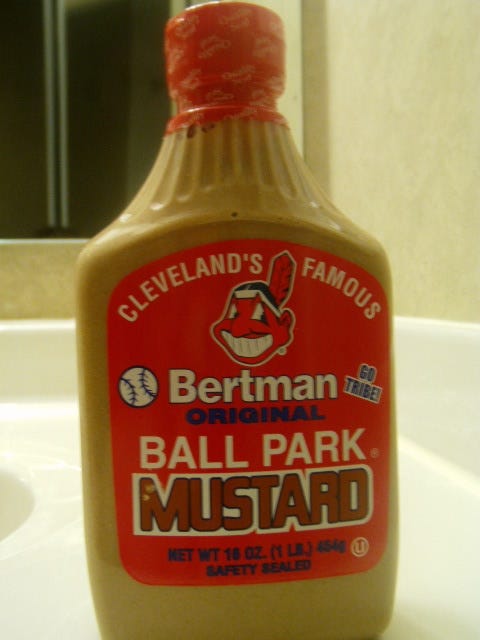 CLEVELAND'S FAMOUS
Bertman
GO
TRIBE!
ORIGINAL
BALL PARK®
MUSTARD
NET WT 16 OZ. (1 LB.) 454g
SAFETY SEALED